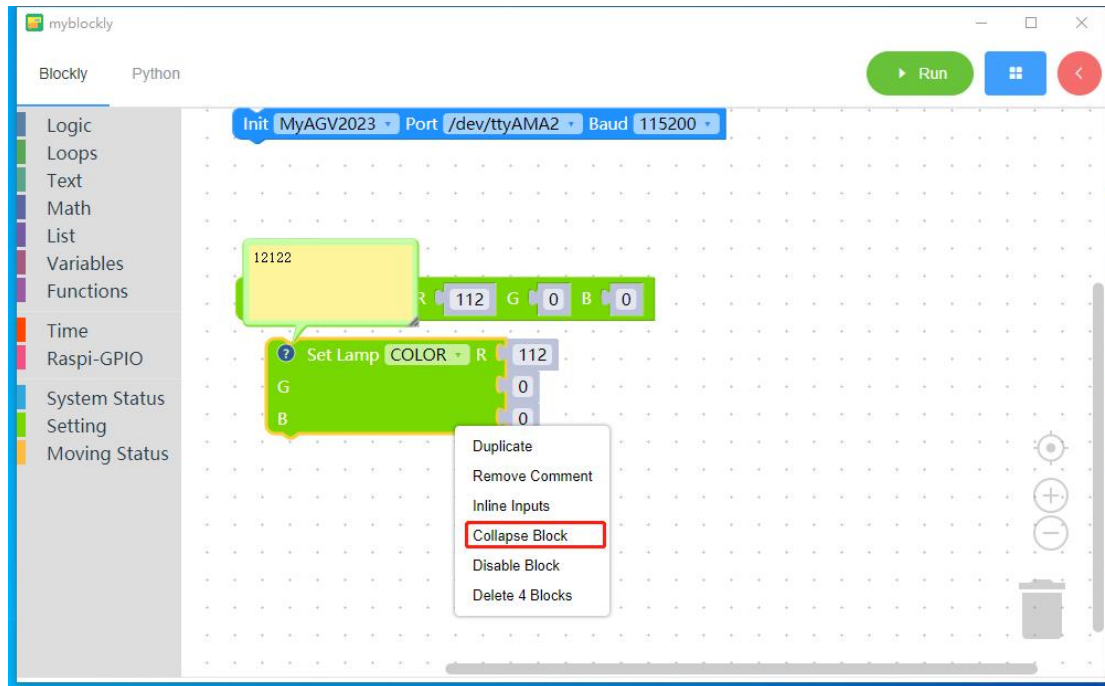 myblockly
Blockly Python
Run
Init MyAGV2023 Port /dev/ttyAMA2 Baud 115200
Logic
Loops
Text
Math
List
Variables
Functions
Time
Raspi-GPIO
System Status
Setting
Moving Status
12122
R 112 G 0 B 0
? Set Lamp COLOR R 112
G 0
B 0
Duplicate
Remove Comment
Inline Inputs
Collapse Block
Disable Block
Delete 4 Blocks